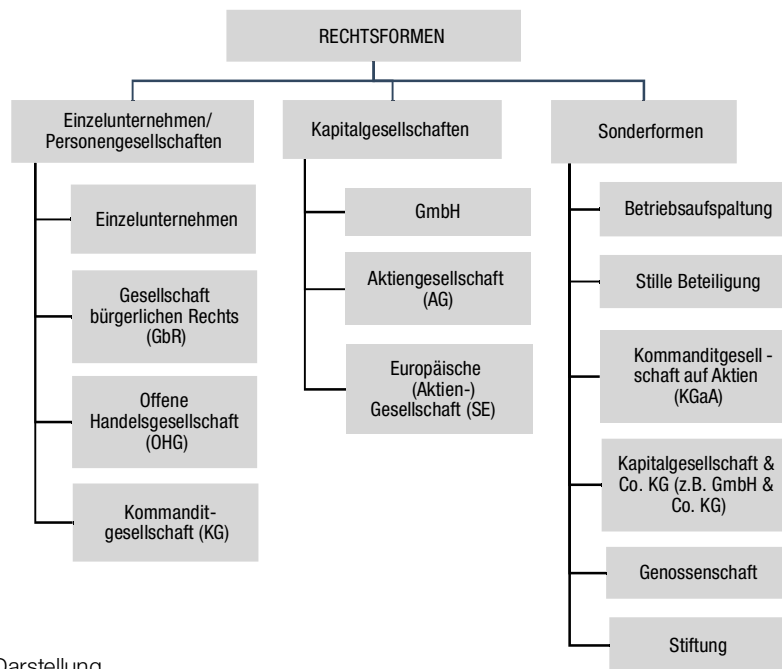 RECHTSFORMEN
Einzelunternehmen/
Personengesellschaften
Einzelunternehmen
Gesellschaft
bürgerlichen Rechts
(GbR)
Offene
Handelsgesellschaft
(OHG)
Kommandit-
gesellschaft (KG)
Kapitalgesellschaften
GmbH
Aktiengesellschaft
(AG)
Europäische
(Aktien-)
Gesellschaft (SE)
Sonderformen
Betriebsaufspaltung
Stille Beteiligung
Kommanditgesell -
schaft auf Aktien
(KGaA)
Kapitalgesellschaft &
Co. KG (z.B. GmbH &
Co. KG)
Genossenschaft
Stiftung
Darstellung